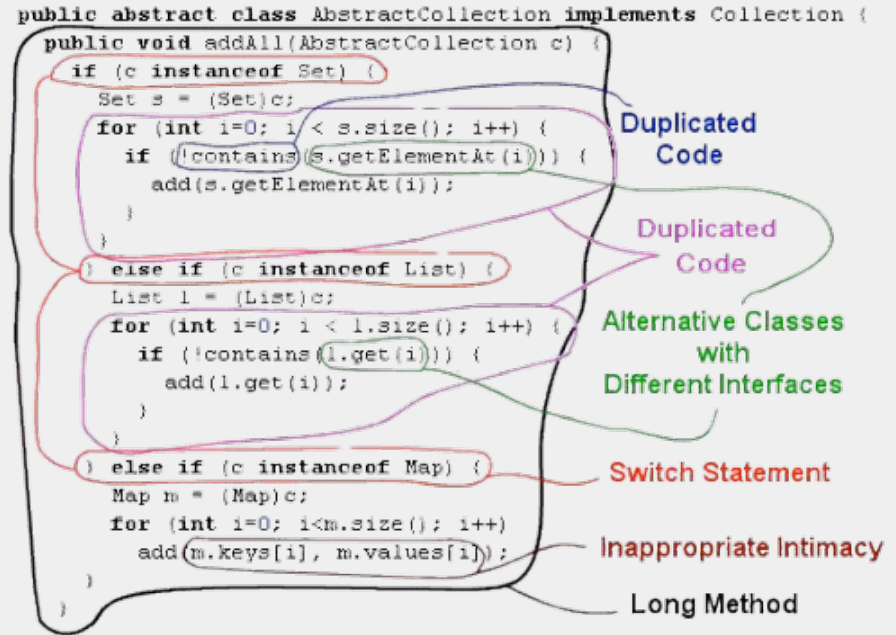 public abstract class AbstractCollection implements Collection {
public void addAll(AbstractCollection c) {
if (c instanceof Set) {
Set s = (Set)c;
for (int i=0; i < s.size(); i++) {
if (!contains(s.getElementAt(i))) {
add(s.getElementAt(i));
}
}
} else if (c instanceof List) {
List l = (List)c;
for (int i=0; i < l.size(); i++) {
if (!contains(l.get(i))) {
add(l.get(i));
}
}
} else if (c instanceof Map) {
Map m = (Map)c;
for (int i=0; i<m.size(); i++)
add(m.keys[i], m.values[i]);
}
}
Duplicated
Code
Duplicated
Code
Alternative Classes
with
Different Interfaces
Switch Statement
Inappropriate Intimacy
Long Method